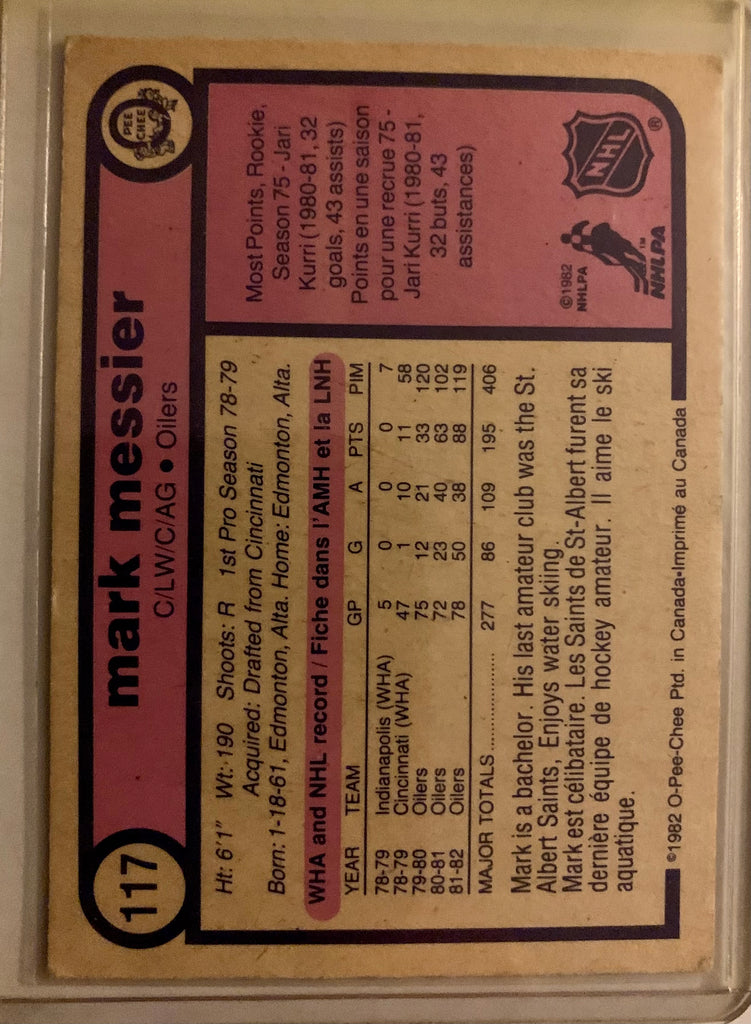 117
mark messier
C/LW/C/AG • Oilers
O
PEE
CHEE
Ht: 6'1" Wt: 190 Shoots: R 1st Pro Season 78-79
Acquired: Drafted from Cincinnati
Born: 1-18-61, Edmonton, Alta. Home: Edmonton, Alta.
WHA and NHL record / Fiche dans l'AMH et la LNH
YEAR TEAM GP G A PTS PIM
78-79 Indianapolis (WHA) 5 0 0 0 7
78-79 Cincinnati (WHA) 47 1 10 11 58
79-80 Oilers 75 12 21 33 120
80-81 Oilers 72 23 40 63 102
81-82 Oilers 78 50 38 88 119
MAJOR TOTALS .................. 277 86 109 195 406
Mark is a bachelor. His last amateur club was the St.
Albert Saints, Enjoys water skiing.
Mark est célibataire. Les Saints de St-Albert furent sa
dernière équipe de hockey amateur. Il aime le ski
aquatique.
Most Points, Rookie,
Season 75 - Jari
Kurri (1980-81, 32
goals, 43 assists)
Points en une saison
pour une recrue 75 -
Jari Kurri (1980-81,
32 buts, 43
assistances)
©1982
NHLPA
NHLPA™
NHL®
©1982 O-Pee-Chee Ptd. in Canada-Imprimé au Canada